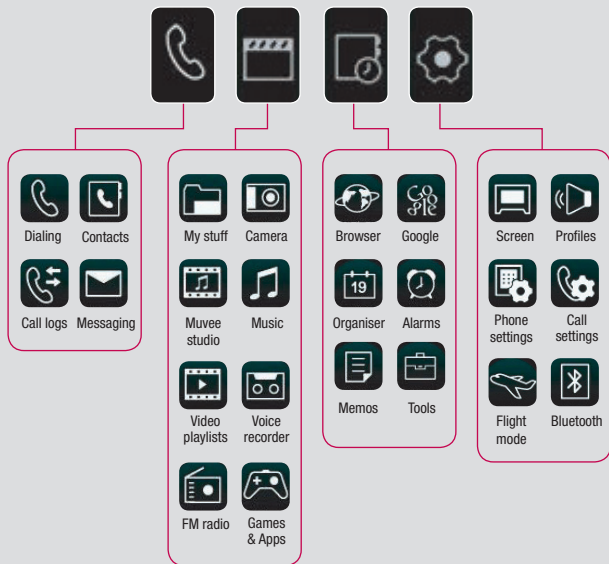 Dialing
Contacts
Call logs
Messaging
My stuff
Camera
Muvee
studio
Music
Video
playlists
Voice
recorder
FM radio
Games
& Apps
Browser
Google
Google
19
Organiser
Alarms
Memos
Tools
Screen
Profiles
Phone
settings
Call
settings
Flight
mode
Bluetooth